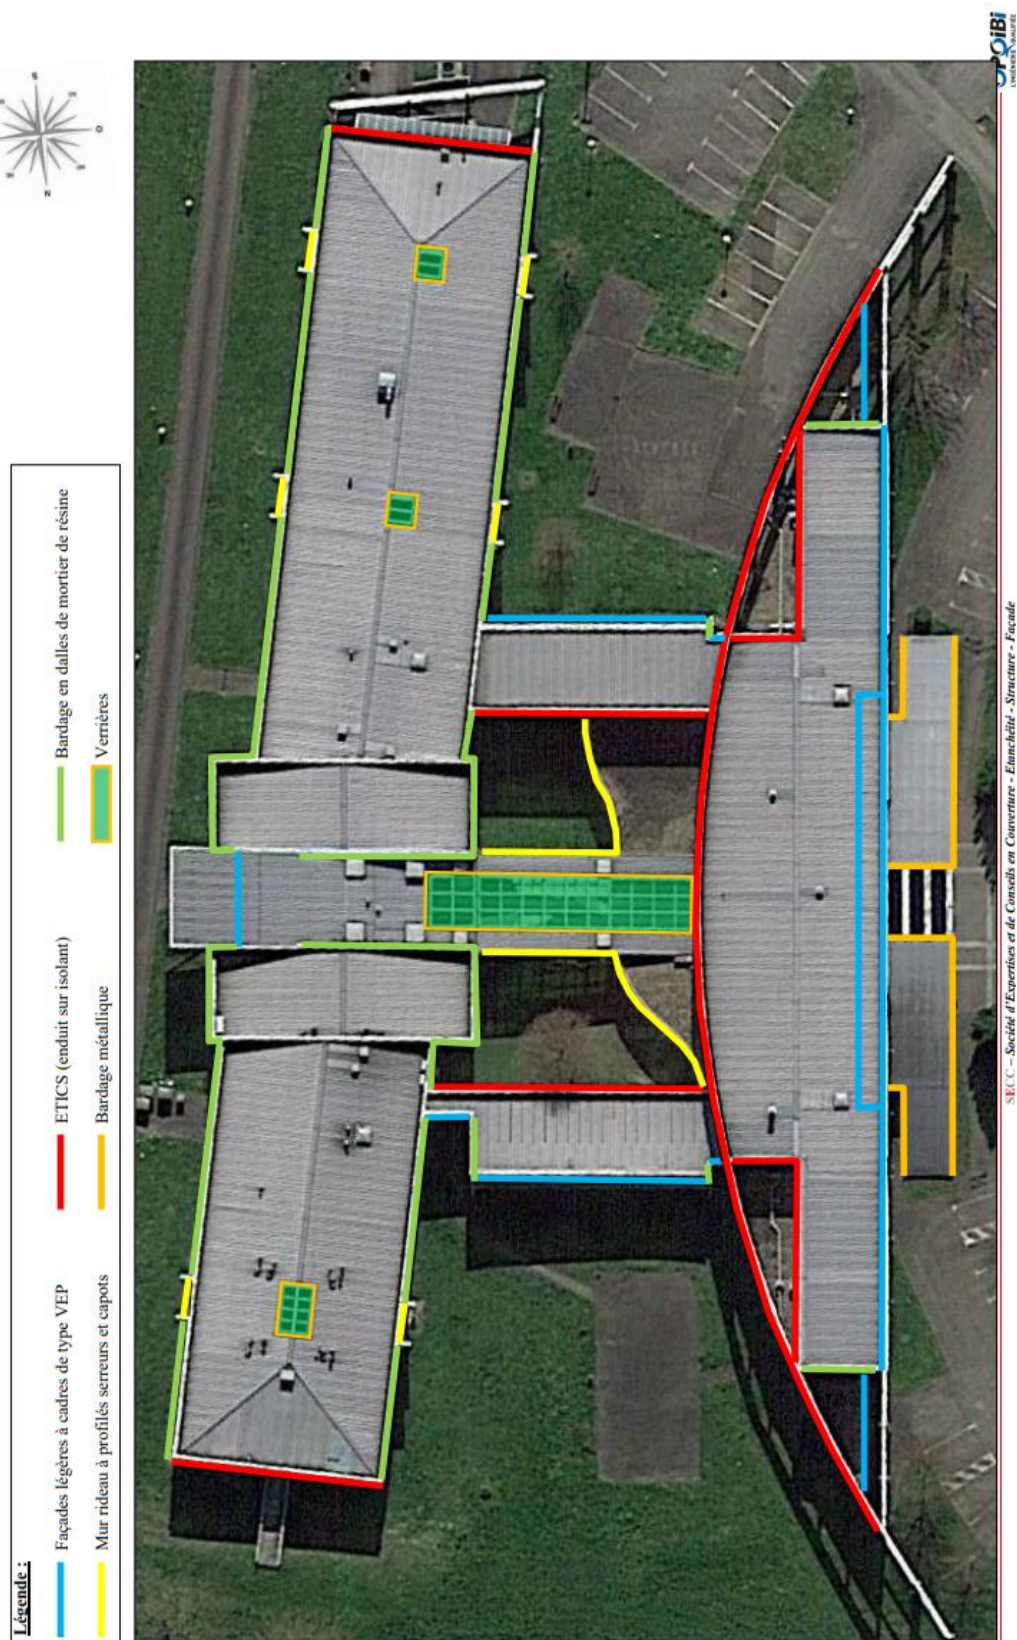 Légende :
Façades légères à cadres de type VEP
ETICS (enduit sur isolant)
Bardage en dalles de mortier de résine
Mur rideau à profilés serreurs et capots
Bardage métallique
Verrières
S
O
N
OPQIBI
SECC – Société d'Expertises et de Conseils en Couverture - Etanchéité - Structure - Façade